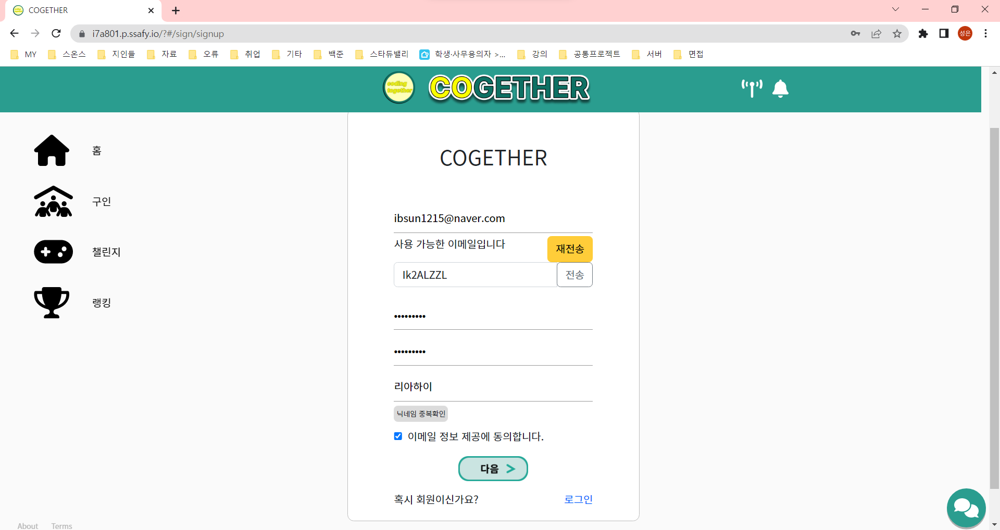 COGETHER
i7a801.p.ssafy.io/?#/sign/signup
성은
MY 스온스 지인들 자료 오류 취업 기타 백준 스타듀밸리 학생·사무용의자 >... 강의 공통프로젝트 서버 면접
coding
together
COGETHER
홈
구인
챌린지
랭킹
COGETHER
ibsun1215@naver.com
사용 가능한 이메일입니다
재전송
Ik2ALZZL
전송
리아하이
닉네임 중복확인
이메일 정보 제공에 동의합니다.
다음 >
혹시 회원이신가요? 로그인
About Terms